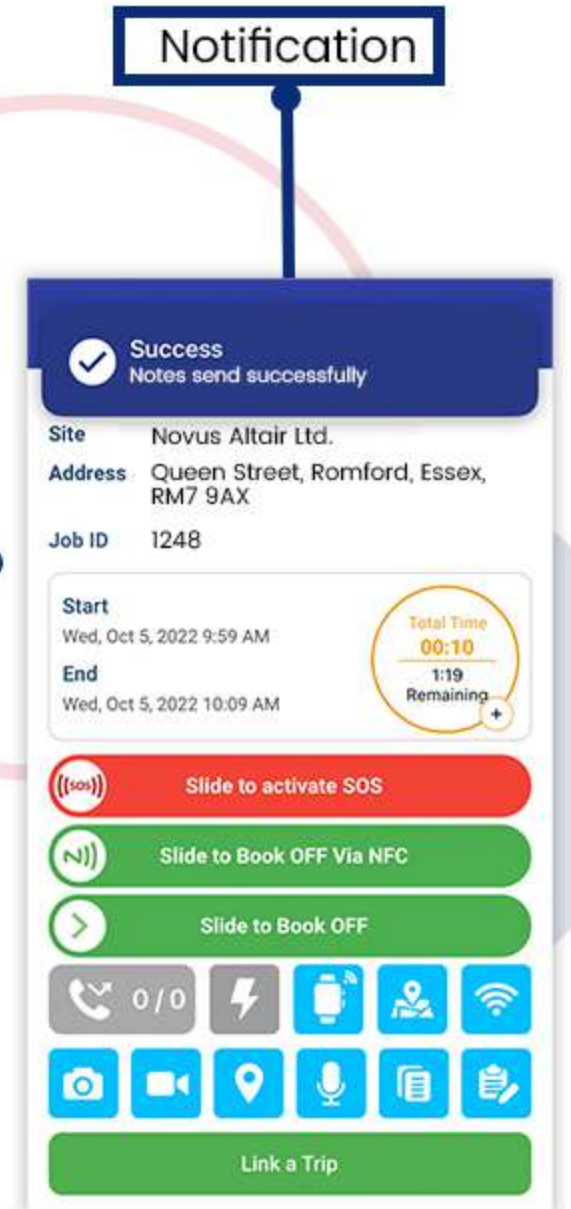 Notification
Success
Notes send successfully
Site Novus Altair Ltd.
Address Queen Street, Romford, Essex,
RM7 9AX
Job ID 1248
Start
Wed, Oct 5, 2022 9:59 AM
End
Wed, Oct 5, 2022 10:09 AM
Total Time
00:10
1:19
Remaining
+
((sos)) Slide to activate SOS
Slide to Book OFF Via NFC
Slide to Book OFF
0/0
Link a Trip